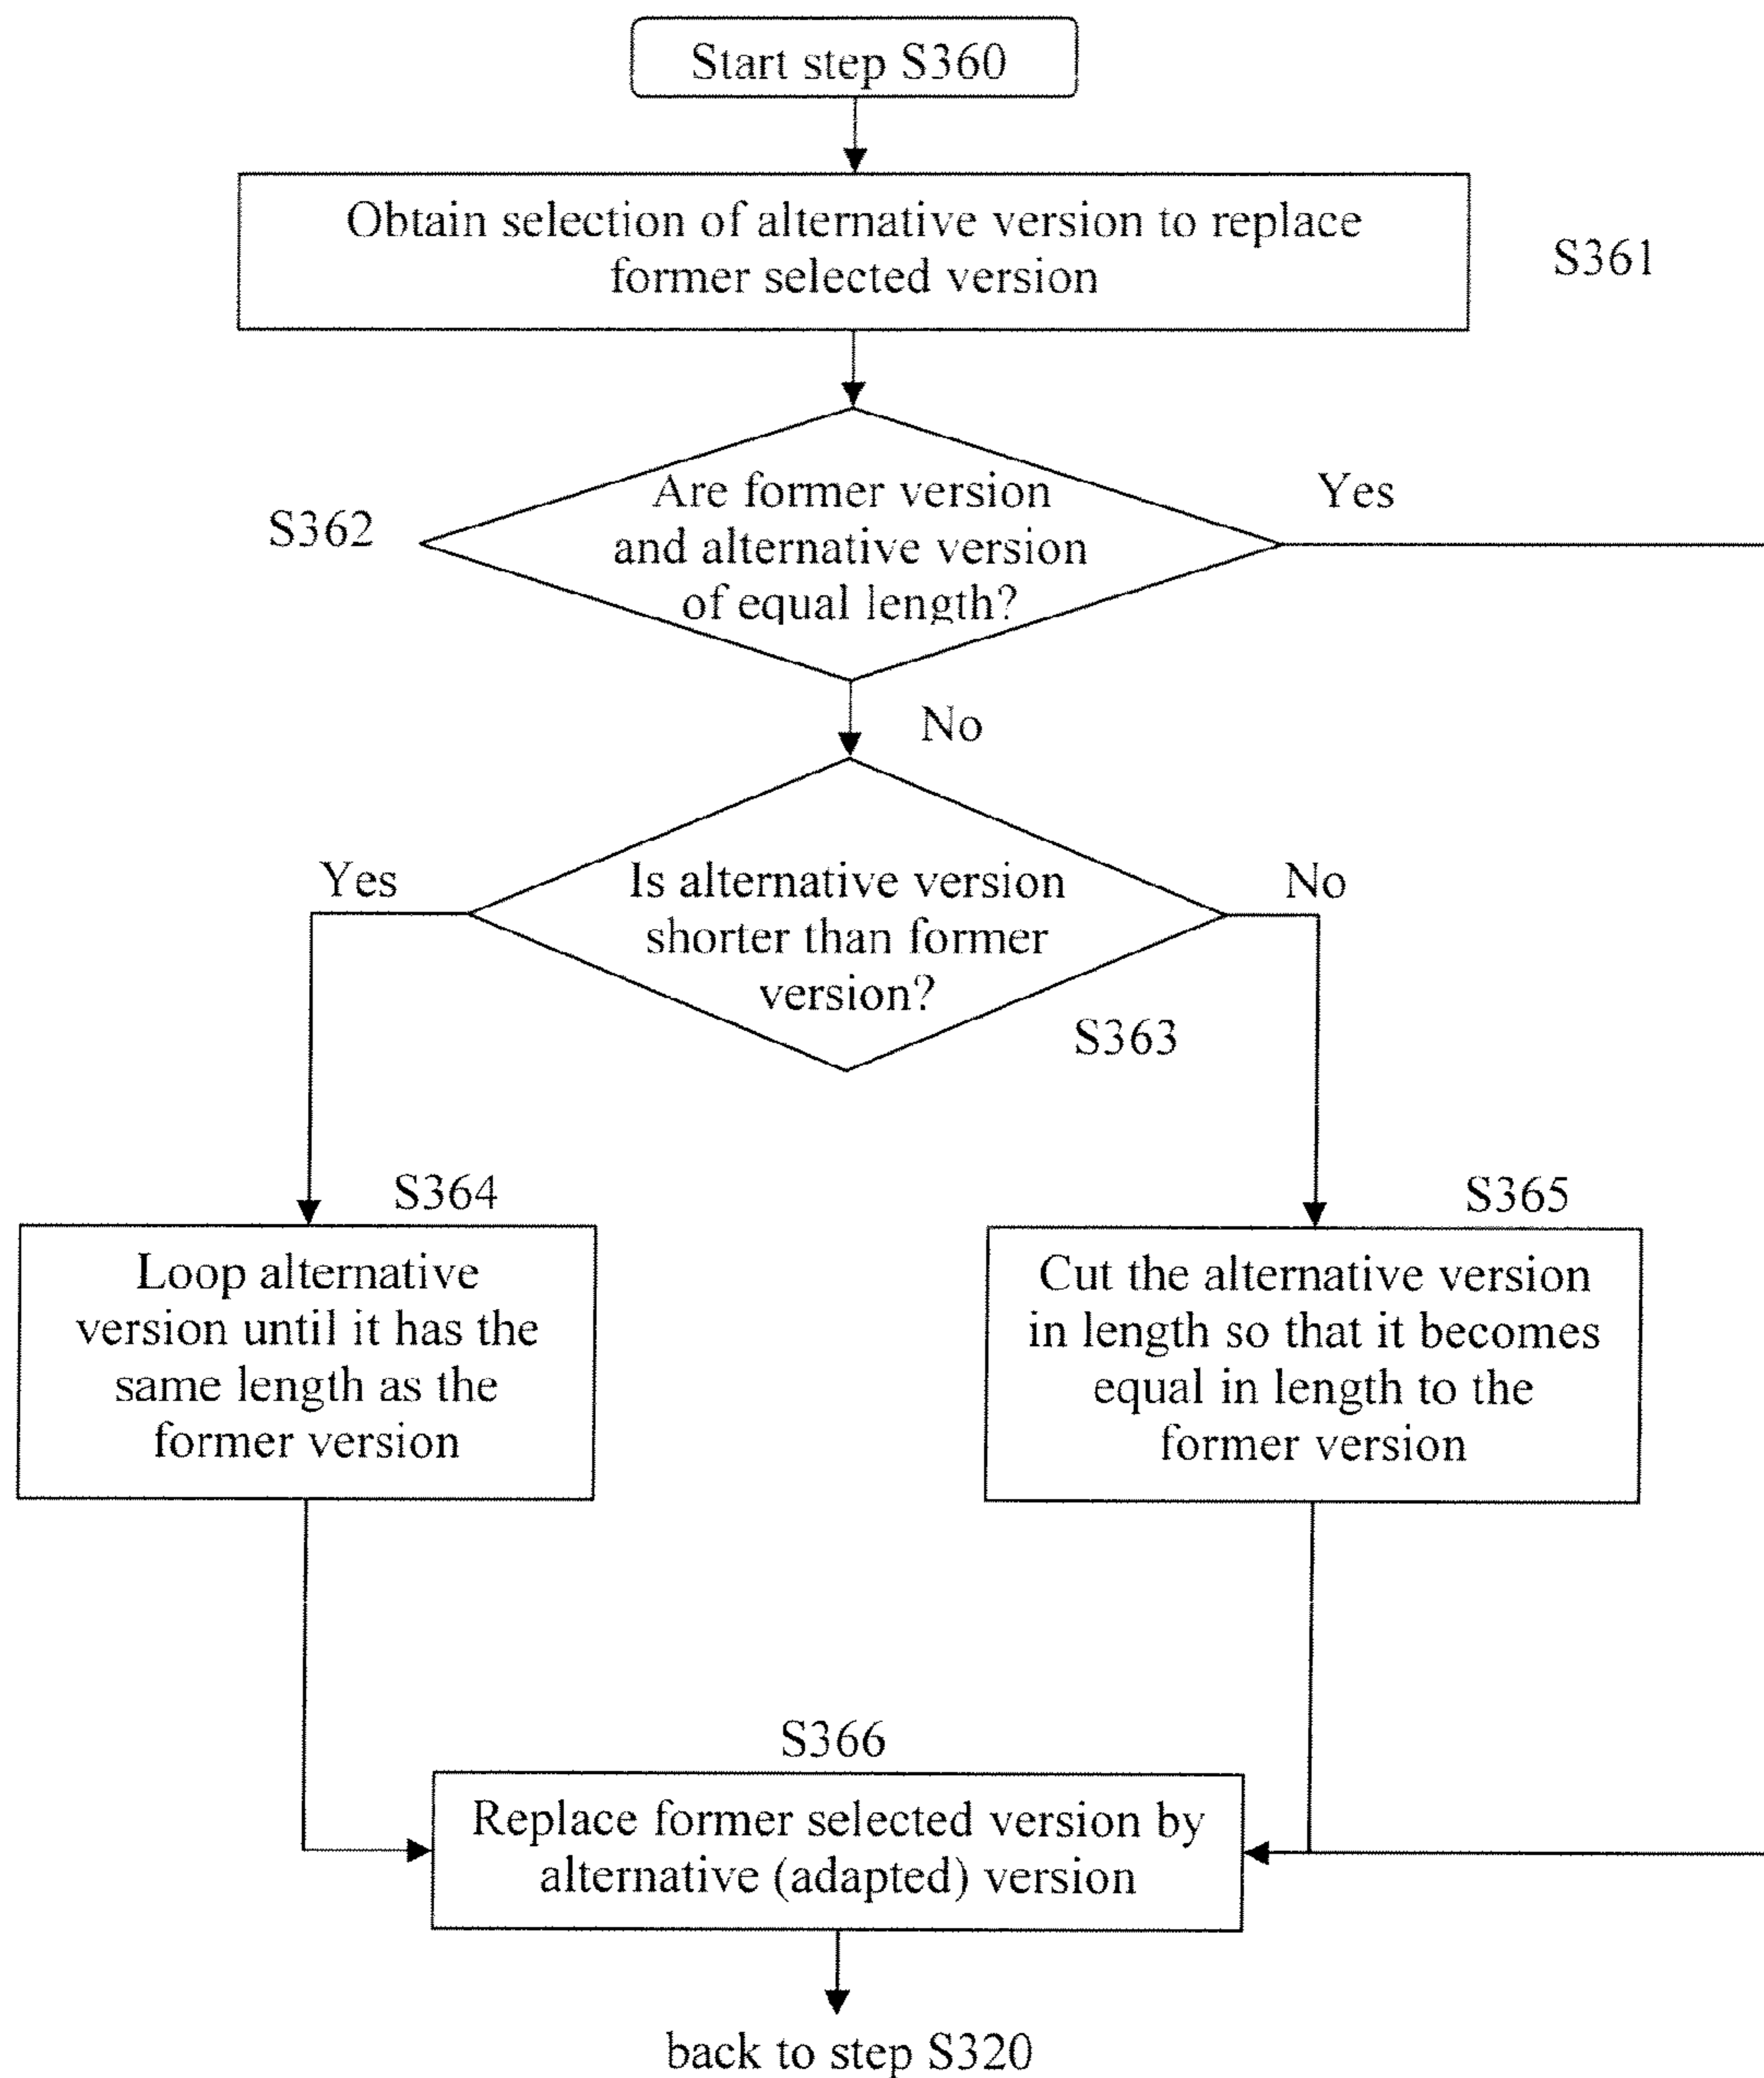 Start step S360
Obtain selection of alternative version to replace
former selected version
S361
Are former version
and alternative version
of equal length?
S362
Yes
No
Is alternative version
shorter than former
version?
Yes
No
S363
S364
Loop alternative
version until it has the
same length as the
former version
S365
Cut the alternative version
in length so that it becomes
equal in length to the
former version
S366
Replace former selected version by
alternative (adapted) version
back to step S320